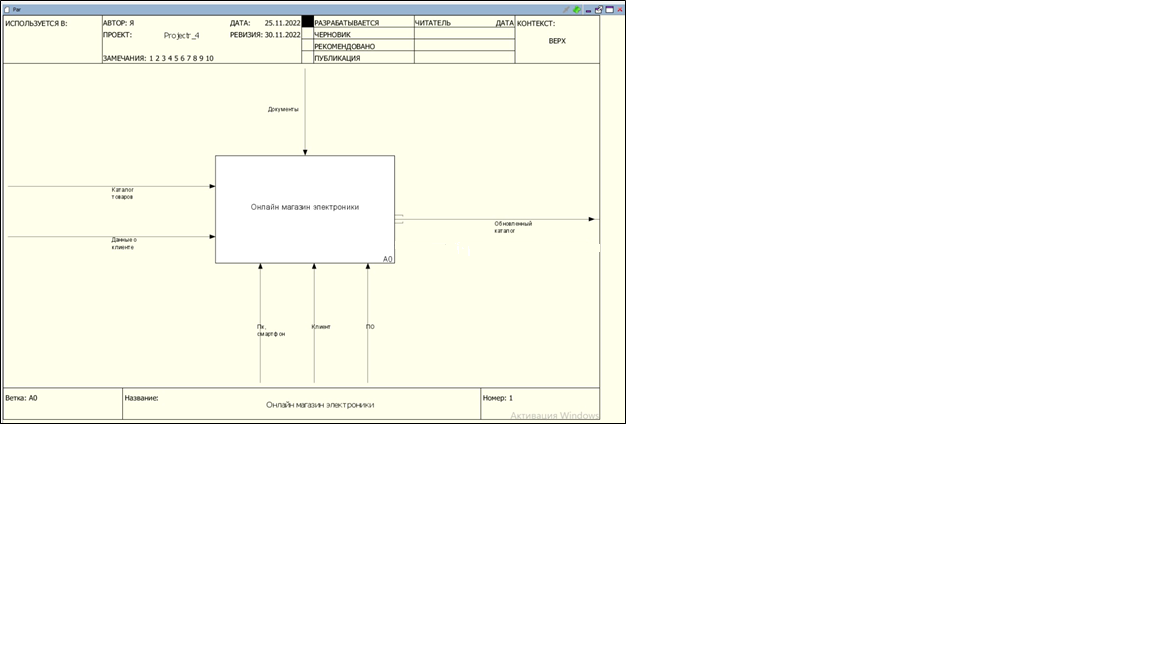 Par
ИСПОЛЬЗУЕТСЯ В:
АВТОР: Я
ДАТА: 25.11.2022
РАЗРАБАТЫВАЕТСЯ
ЧИТАТЕЛЬ
ДАТА
КОНТЕКСТ:
ПРОЕКТ: Projectr_4
РЕВИЗИЯ: 30.11.2022
ЧЕРНОВИК
ВЕРХ
РЕКОМЕНДОВАНО
ЗАМЕЧАНИЯ: 1 2 3 4 5 6 7 8 9 10
ПУБЛИКАЦИЯ
Документы
Каталог
товаров
Онлайн магазин электроники
Обновленный
каталог
Данные о
клиенте
A0
Пк,
смартфон
Клиент
ПО
Ветка: A0
Название:
Онлайн магазин электроники
Номер: 1
Активация Windows